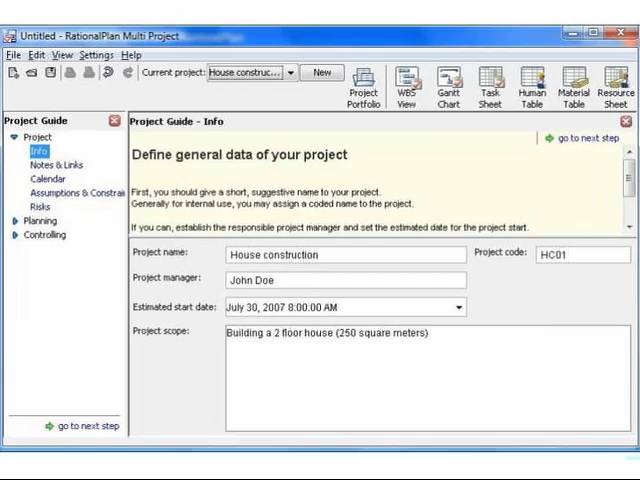 Untitled - RationalPlan Multi Project
File Edit View Settings Help
Current project: House construc... New
Project Portfolio
WBS View
Gantt Chart
Task Sheet
Human Table
Material Table
Resource Sheet
Project Guide
Project
Info
Notes & Links
Calendar
Assumptions & Constrai
Risks
Planning
Controlling
go to next step
Project Guide - Info
go to next step
Define general data of your project
First, you should give a short, suggestive name to your project.
Generally for internal use, you may assign a coded name to the project.
If you can, establish the responsible project manager and set the estimated date for the project start.
Project name: House construction Project code: HC01
Project manager: John Doe
Estimated start date: July 30, 2007 8:00:00 AM
Project scope: Building a 2 floor house (250 square meters)